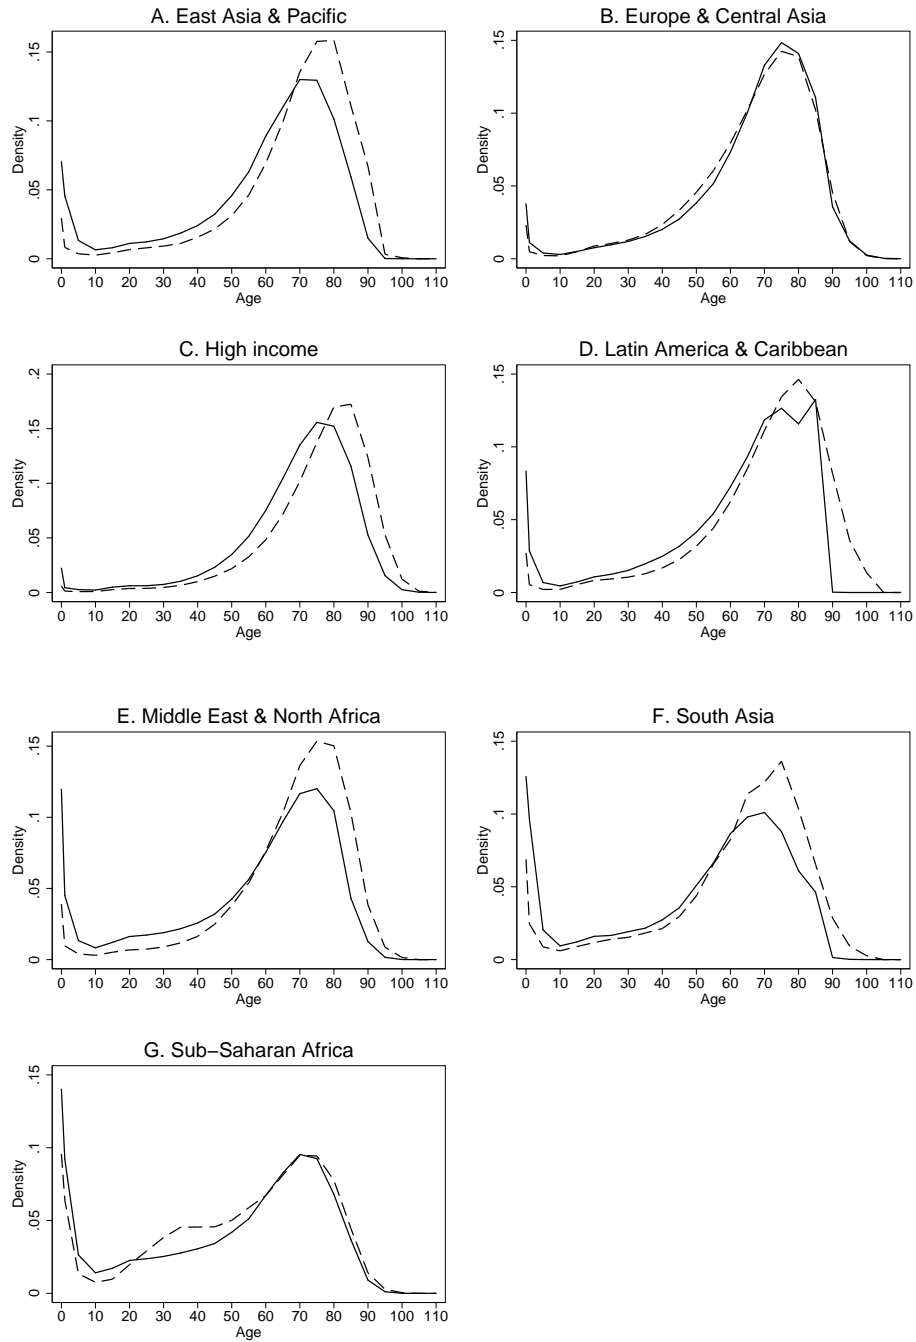 A. East Asia & Pacific
Density
0 .05 .1 .15
0 10 20 30 40 50 60 70 80 90 100 110
Age
B. Europe & Central Asia
Density
0 .05 .1 .15
0 10 20 30 40 50 60 70 80 90 100 110
Age
C. High income
Density
0 .05 .1 .15 .2
0 10 20 30 40 50 60 70 80 90 100 110
Age
D. Latin America & Caribbean
Density
0 .05 .1 .15
0 10 20 30 40 50 60 70 80 90 100 110
Age
E. Middle East & North Africa
Density
0 .05 .1 .15
0 10 20 30 40 50 60 70 80 90 100 110
Age
F. South Asia
Density
0 .05 .1 .15
0 10 20 30 40 50 60 70 80 90 100 110
Age
G. Sub−Saharan Africa
Density
0 .05 .1 .15
0 10 20 30 40 50 60 70 80 90 100 110
Age